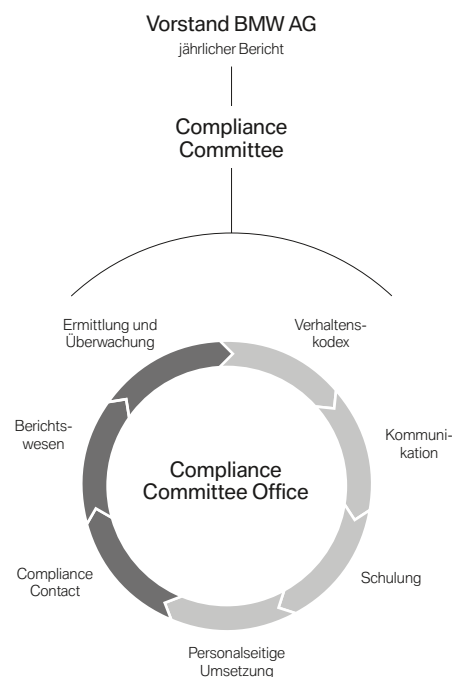 Vorstand BMW AG
jährlicher Bericht
Compliance
Committee
Ermittlung und
Überwachung
Verhaltens-
kodex
Berichts-
wesen
Kommuni-
kation
Compliance
Committee Office
Compliance
Contact
Schulung
Personalseitige
Umsetzung